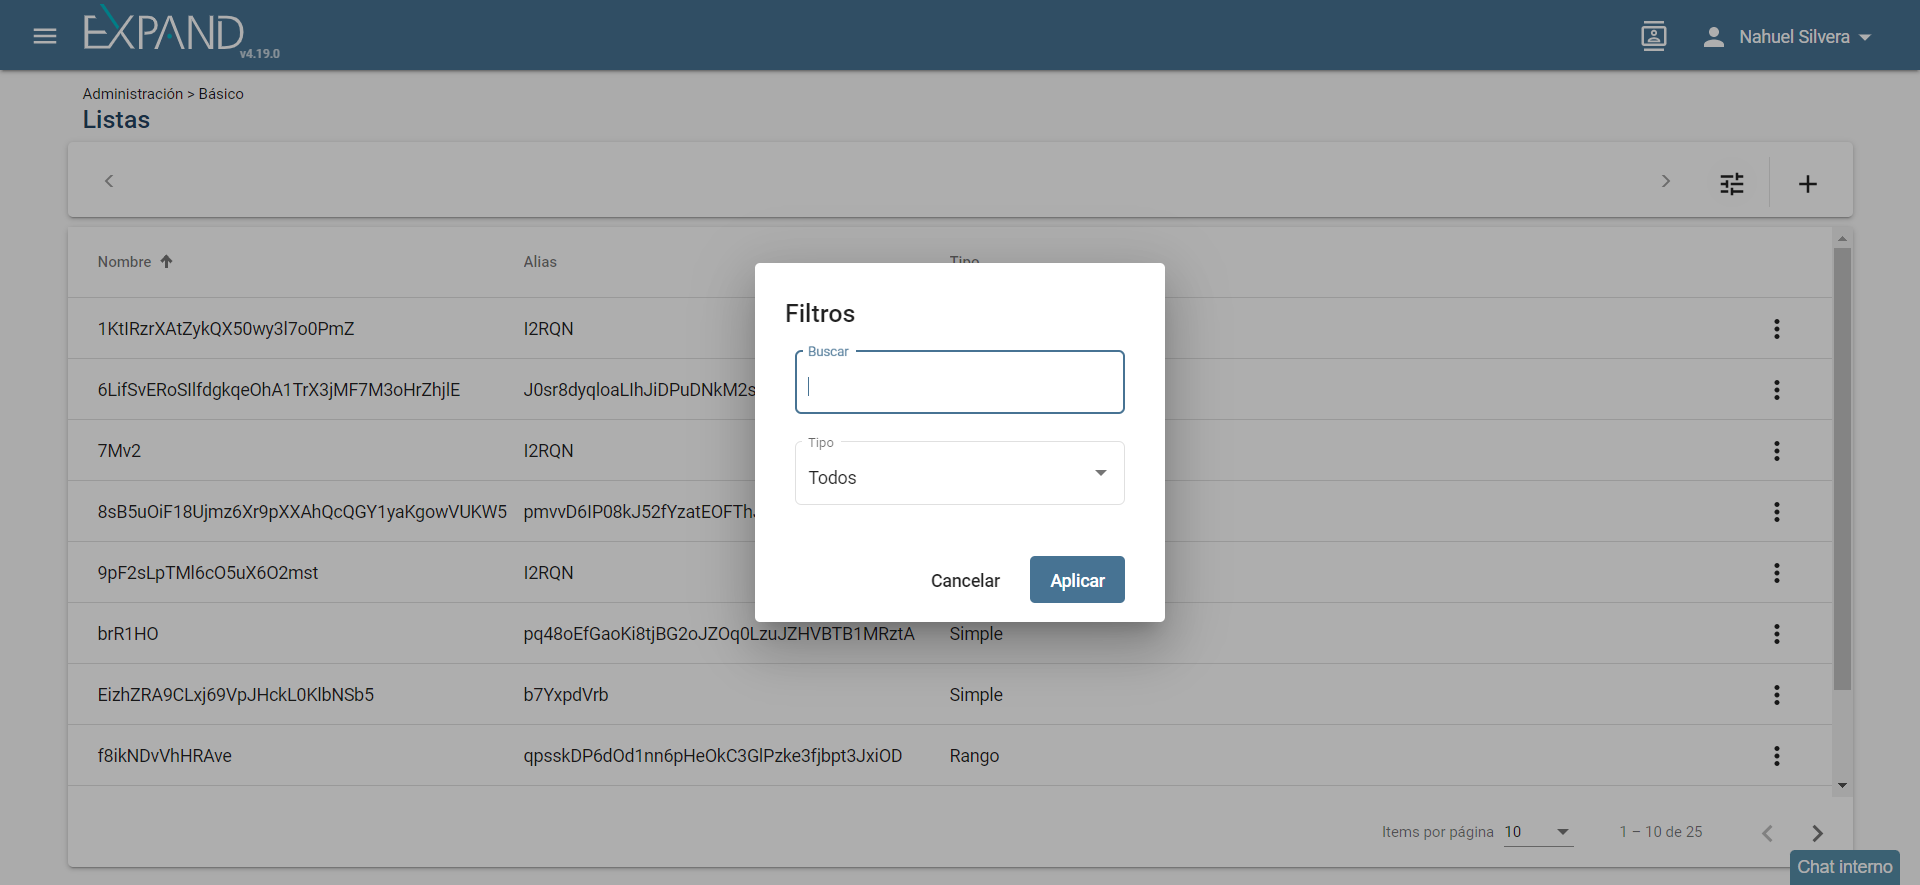 EXPAND
v4.19.0
Nahuel Silvera
Administración > Básico
Listas
Nombre Alias Tipo
1KtIRzrXAtZykQX50wy3l7o0PmZ I2RQN
6LifSvERoSIlfdgkqeOhA1TrX3jMF7M3oHrZhjlE J0sr8dyqloaLIhJiDPuDNkM2s
7Mv2 I2RQN
8sB5uOiF18Ujmz6Xr9pXXAhQcQGY1yaKgowVUKW5 pmvvD6IP08kJ52fYzatEOFTh
9pF2sLpTMl6cO5uX6O2mst I2RQN
brR1HO pq48oEfGaoKi8tjBG2oJZOq0LzuJZHVBTB1MRztA Simple
EizhZRA9CLxj69VpJHckL0KlbNSb5 b7YxpdVrb Simple
f8ikNDvVhHRAve qpsskDP6dOd1nn6pHeOkC3GlPzke3fjbpt3JxiOD Rango
Filtros
Buscar
Tipo
Todos
Cancelar Aplicar
Items por página 10 1 – 10 de 25
Chat interno